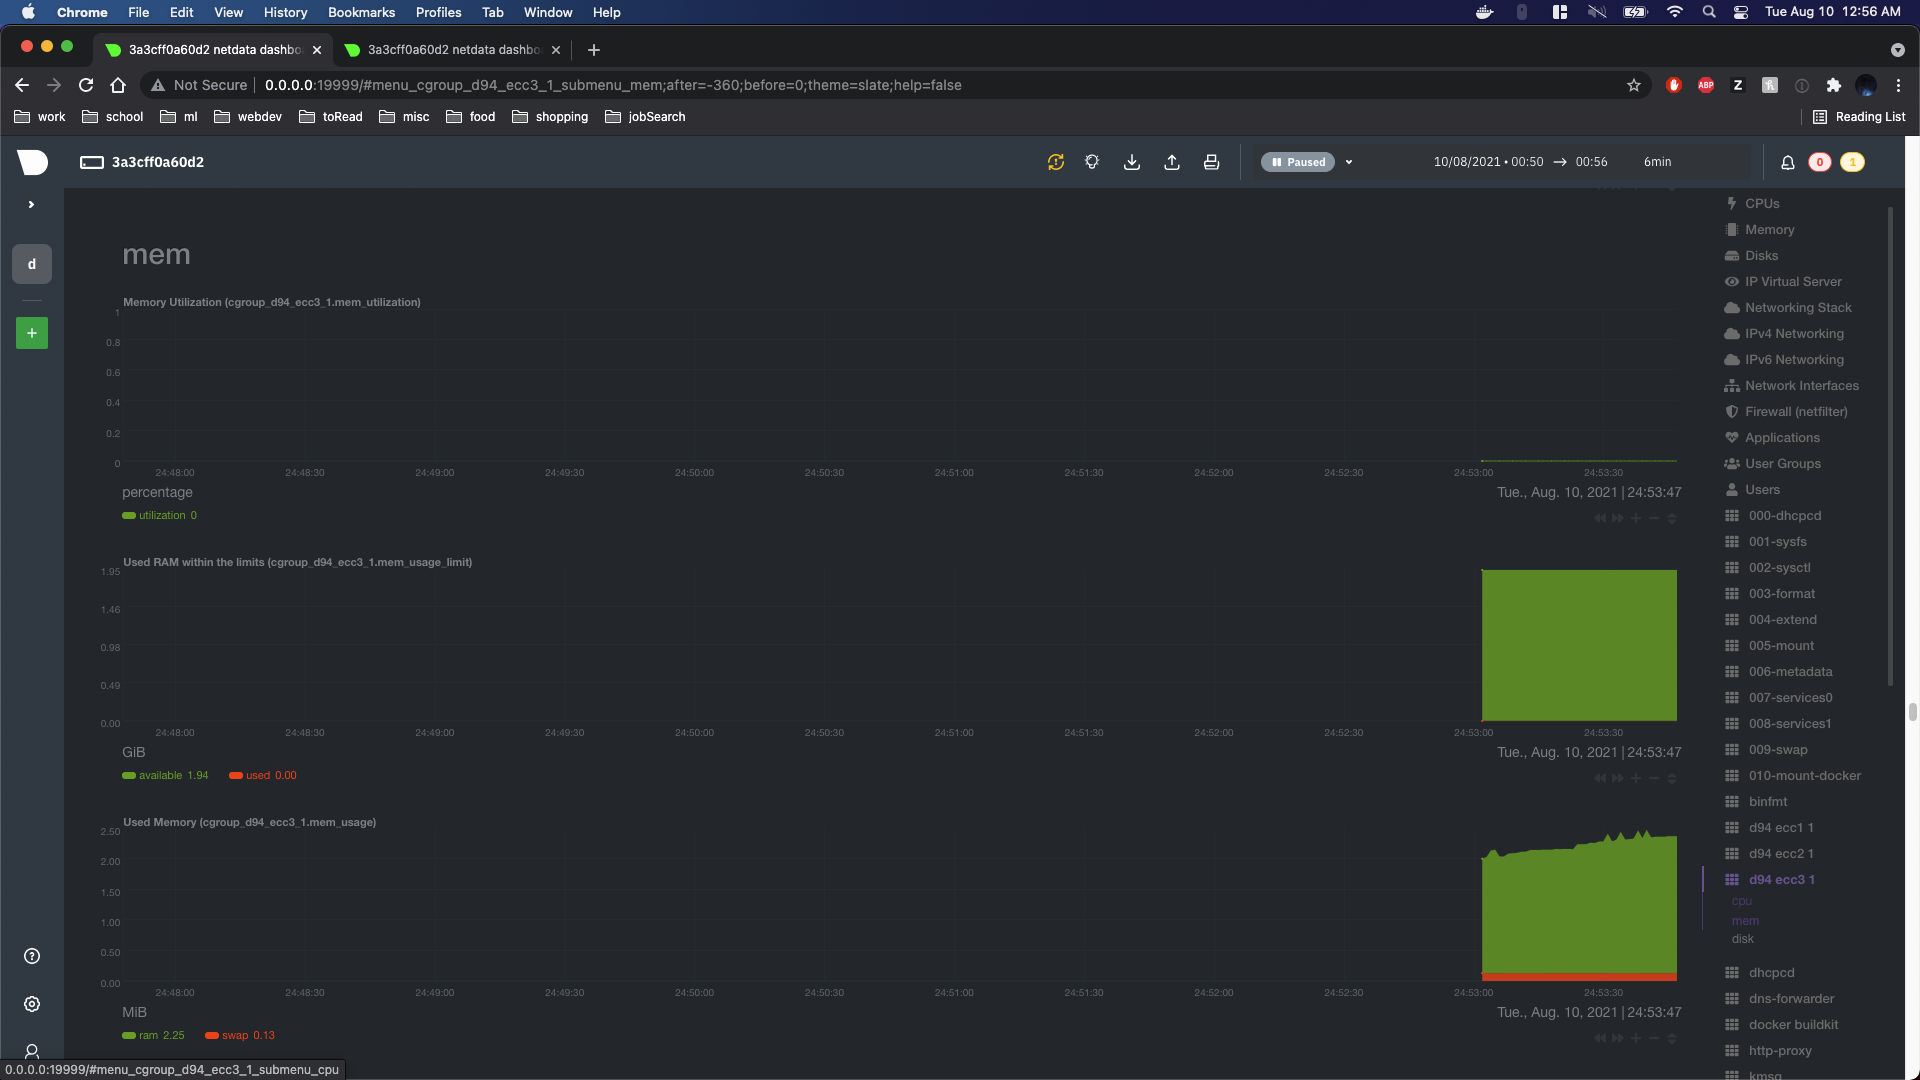 Chrome File Edit View History Bookmarks Profiles Tab Window Help Tue Aug 10 12:56 AM
3a3cff0a60d2 netdata dashbo 3a3cff0a60d2 netdata dashbo
Not Secure 0.0.0.0:19999/#menu_cgroup_d94_ecc3_1_submenu_mem;after=-360;before=0;theme=slate;help=false ABP Z
work school ml webdev toRead misc food shopping jobSearch Reading List
3a3cff0a60d2 Paused 10/08/2021 • 00:50 → 00:56 6min 0 1
d
+
mem
Memory Utilization (cgroup_d94_ecc3_1.mem_utilization)
1
0.8
0.6
0.4
0.2
0
24:48:00 24:48:30 24:49:00 24:49:30 24:50:00 24:50:30 24:51:00 24:51:30 24:52:00 24:52:30 24:53:00 24:53:30
percentage Tue., Aug. 10, 2021 | 24:53:47
utilization 0
Used RAM within the limits (cgroup_d94_ecc3_1.mem_usage_limit)
1.95
1.46
0.98
0.49
0.00
24:48:00 24:48:30 24:49:00 24:49:30 24:50:00 24:50:30 24:51:00 24:51:30 24:52:00 24:52:30 24:53:00 24:53:30
GiB Tue., Aug. 10, 2021 | 24:53:47
available 1.94 used 0.00
Used Memory (cgroup_d94_ecc3_1.mem_usage)
2.50
2.00
1.50
1.00
0.50
0.00
24:48:00 24:48:30 24:49:00 24:49:30 24:50:00 24:50:30 24:51:00 24:51:30 24:52:00 24:52:30 24:53:00 24:53:30
MiB Tue., Aug. 10, 2021 | 24:53:47
ram 2.25 swap 0.13
CPUs
Memory
Disks
IP Virtual Server
Networking Stack
IPv4 Networking
IPv6 Networking
Network Interfaces
Firewall (netfilter)
Applications
User Groups
Users
000-dhcpcd
001-sysfs
002-sysctl
003-format
004-extend
005-mount
006-metadata
007-services0
008-services1
009-swap
010-mount-docker
binfmt
d94 ecc1 1
d94 ecc2 1
d94 ecc3 1
cpu
mem
disk
dhcpcd
dns-forwarder
docker buildkit
http-proxy
kmsg
0.0.0.0:19999/#menu_cgroup_d94_ecc3_1_submenu_cpu